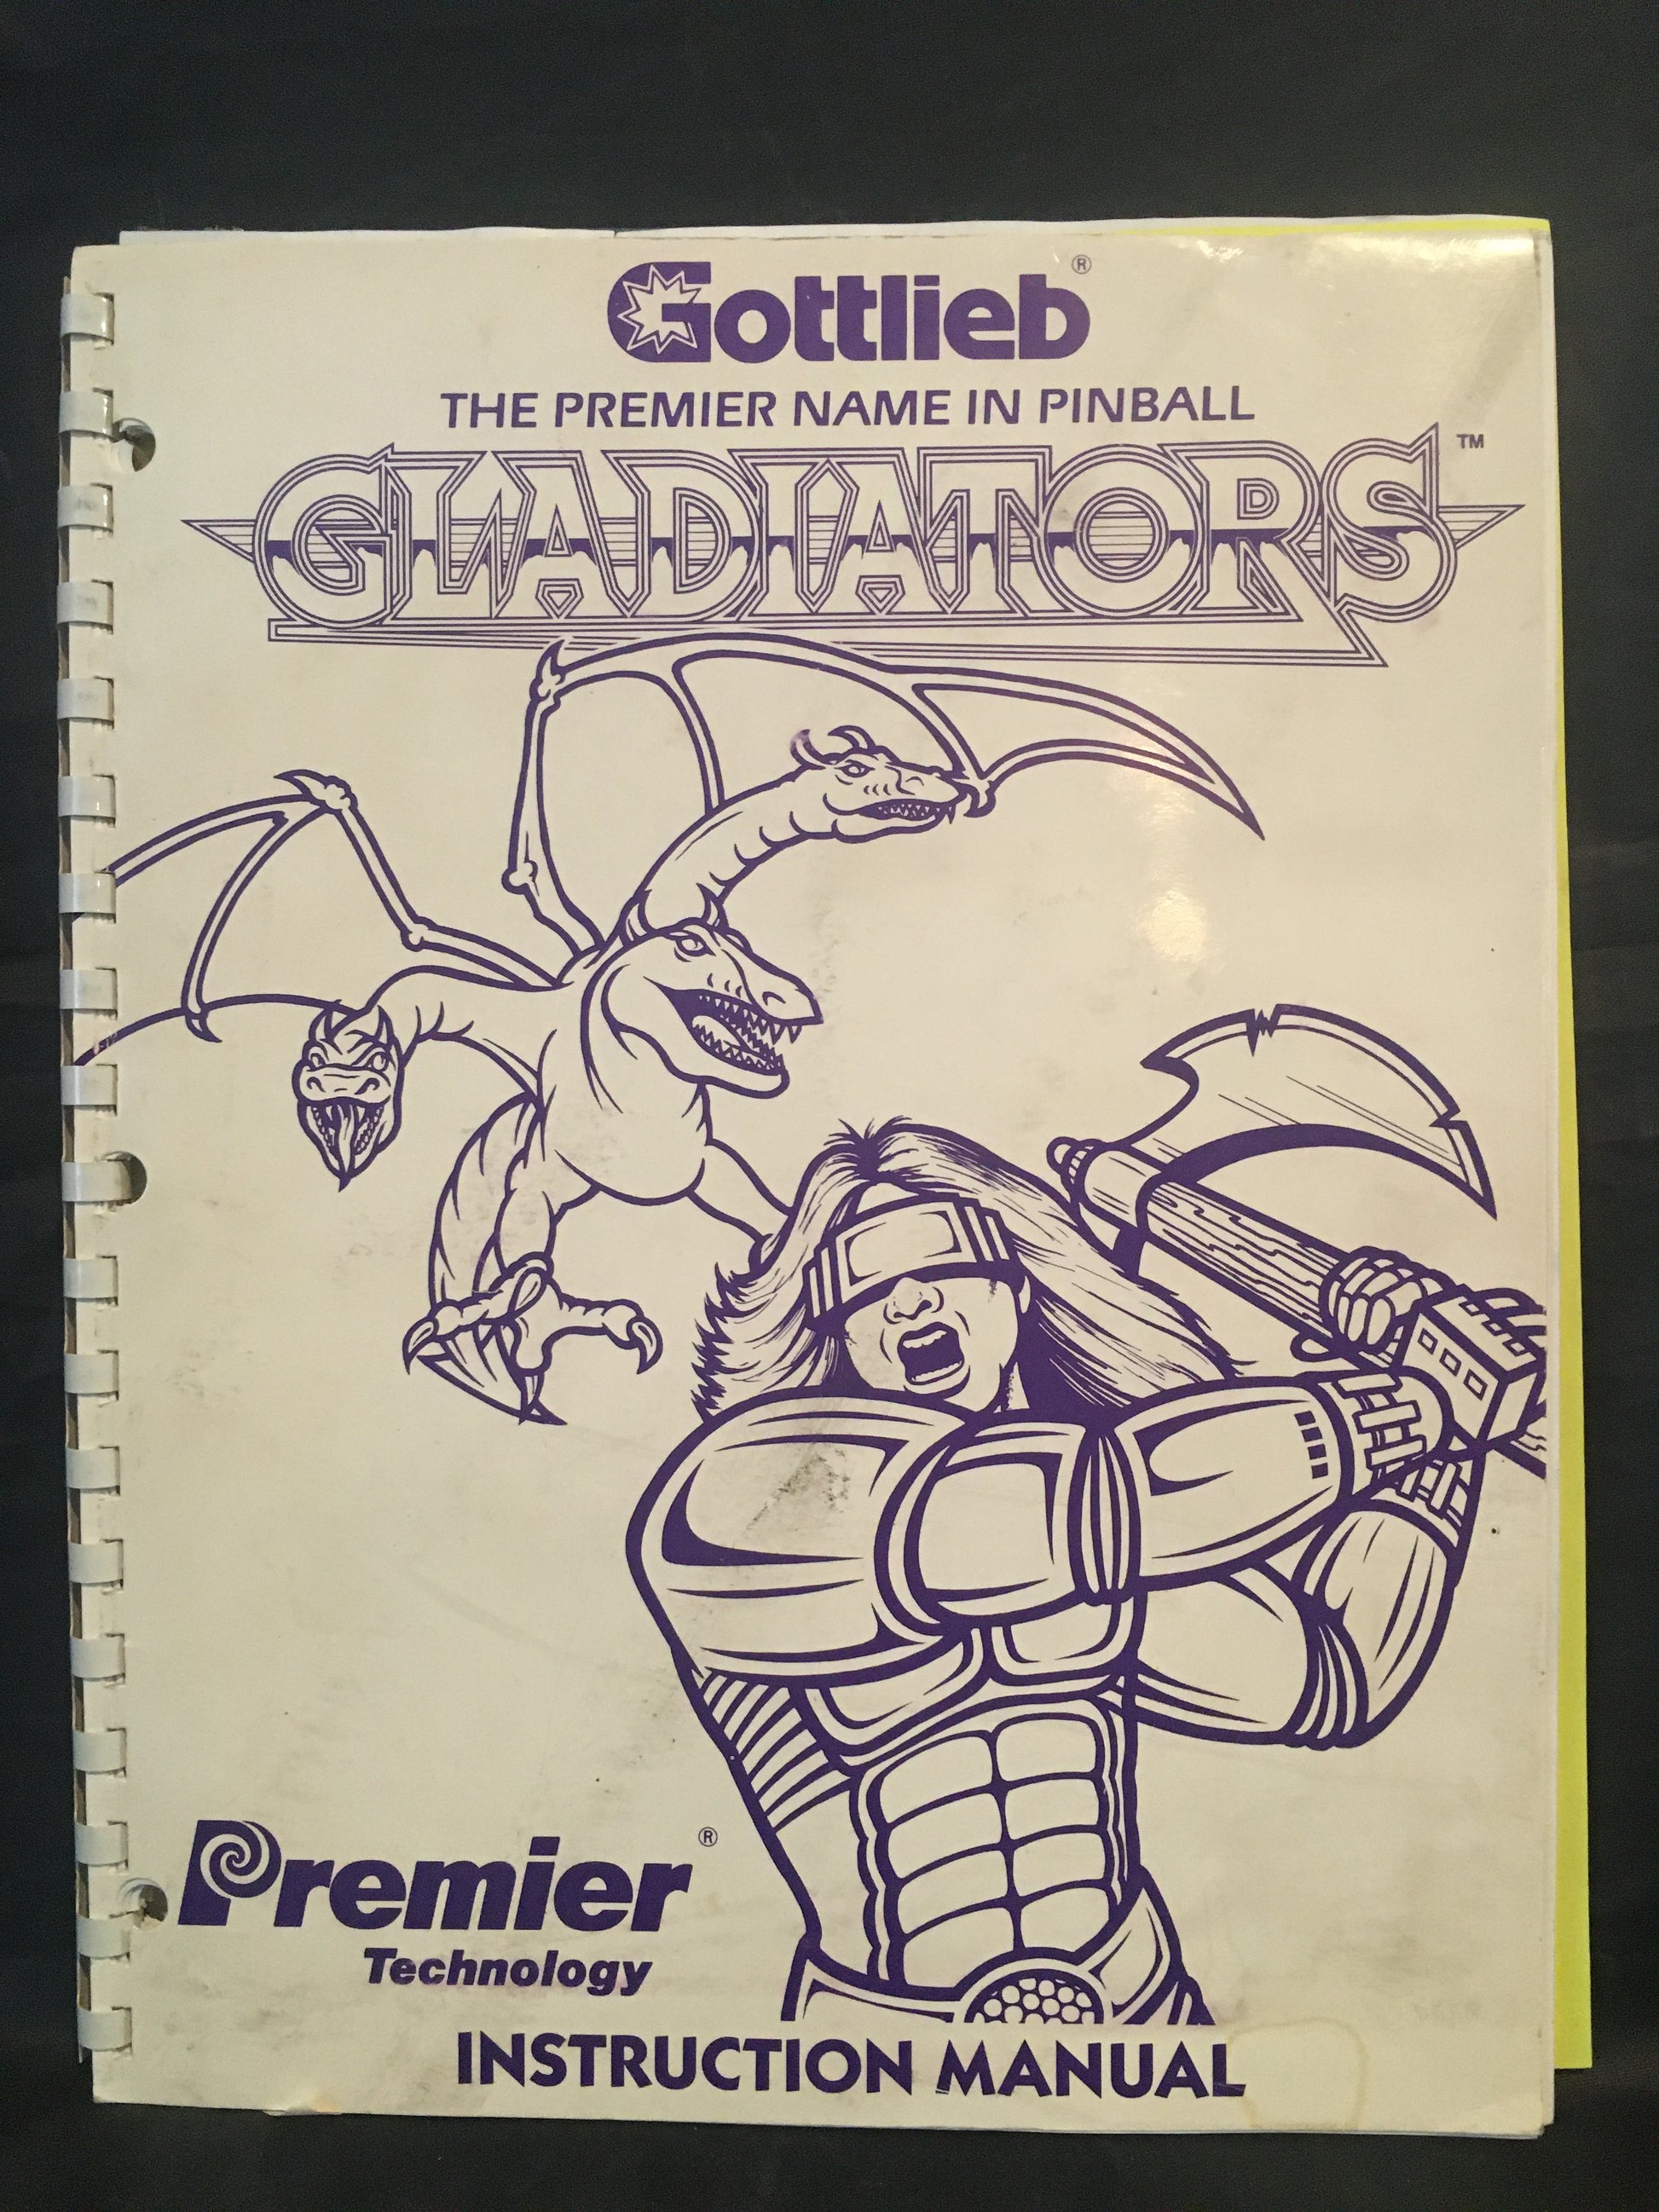 Gottlieb®
THE PREMIER NAME IN PINBALL
GLADIATORS™
Premier®
Technology
INSTRUCTION MANUAL